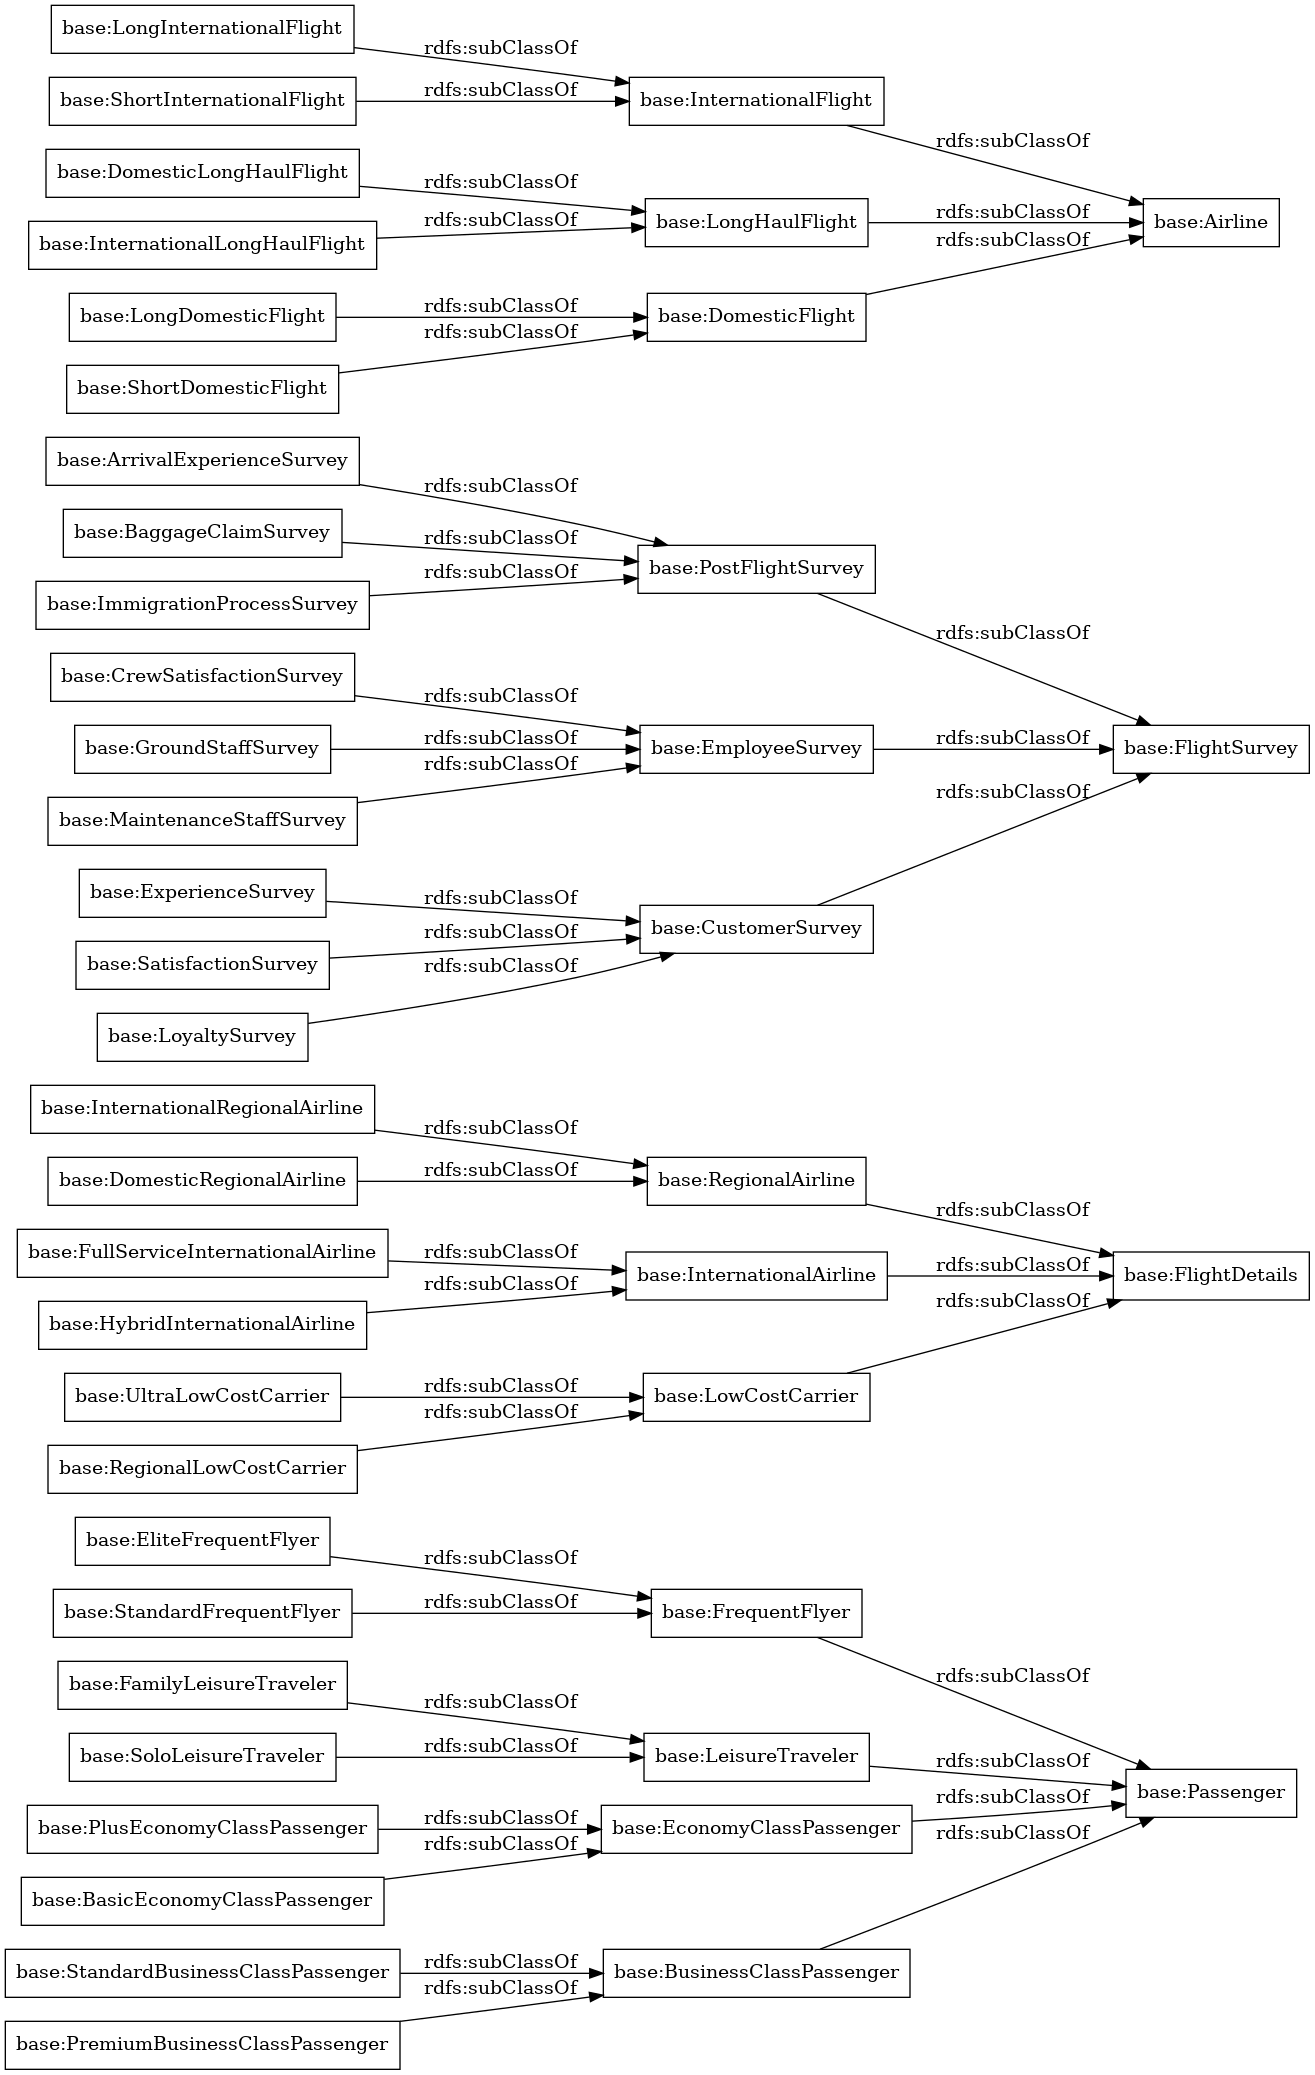 base:LongInternationalFlight
rdfs:subClassOf
base:ShortInternationalFlight
rdfs:subClassOf
base:InternationalFlight
rdfs:subClassOf
base:DomesticLongHaulFlight
rdfs:subClassOf
base:InternationalLongHaulFlight
rdfs:subClassOf
base:LongHaulFlight
rdfs:subClassOf
base:Airline
rdfs:subClassOf
base:LongDomesticFlight
rdfs:subClassOf
base:DomesticFlight
rdfs:subClassOf
base:ShortDomesticFlight
base:ArrivalExperienceSurvey
rdfs:subClassOf
base:BaggageClaimSurvey
rdfs:subClassOf
base:PostFlightSurvey
rdfs:subClassOf
base:ImmigrationProcessSurvey
rdfs:subClassOf
base:CrewSatisfactionSurvey
rdfs:subClassOf
base:GroundStaffSurvey
rdfs:subClassOf
base:EmployeeSurvey
rdfs:subClassOf
base:FlightSurvey
rdfs:subClassOf
base:MaintenanceStaffSurvey
rdfs:subClassOf
base:ExperienceSurvey
rdfs:subClassOf
base:CustomerSurvey
rdfs:subClassOf
base:SatisfactionSurvey
rdfs:subClassOf
base:LoyaltySurvey
base:InternationalRegionalAirline
rdfs:subClassOf
base:DomesticRegionalAirline
rdfs:subClassOf
base:RegionalAirline
rdfs:subClassOf
base:FullServiceInternationalAirline
rdfs:subClassOf
base:InternationalAirline
rdfs:subClassOf
base:FlightDetails
rdfs:subClassOf
base:HybridInternationalAirline
rdfs:subClassOf
base:UltraLowCostCarrier
rdfs:subClassOf
base:LowCostCarrier
rdfs:subClassOf
base:RegionalLowCostCarrier
base:EliteFrequentFlyer
rdfs:subClassOf
base:StandardFrequentFlyer
rdfs:subClassOf
base:FrequentFlyer
rdfs:subClassOf
base:FamilyLeisureTraveler
rdfs:subClassOf
base:SoloLeisureTraveler
rdfs:subClassOf
base:LeisureTraveler
rdfs:subClassOf
base:Passenger
rdfs:subClassOf
base:PlusEconomyClassPassenger
rdfs:subClassOf
base:EconomyClassPassenger
rdfs:subClassOf
base:BasicEconomyClassPassenger
rdfs:subClassOf
base:StandardBusinessClassPassenger
rdfs:subClassOf
base:BusinessClassPassenger
rdfs:subClassOf
base:PremiumBusinessClassPassenger